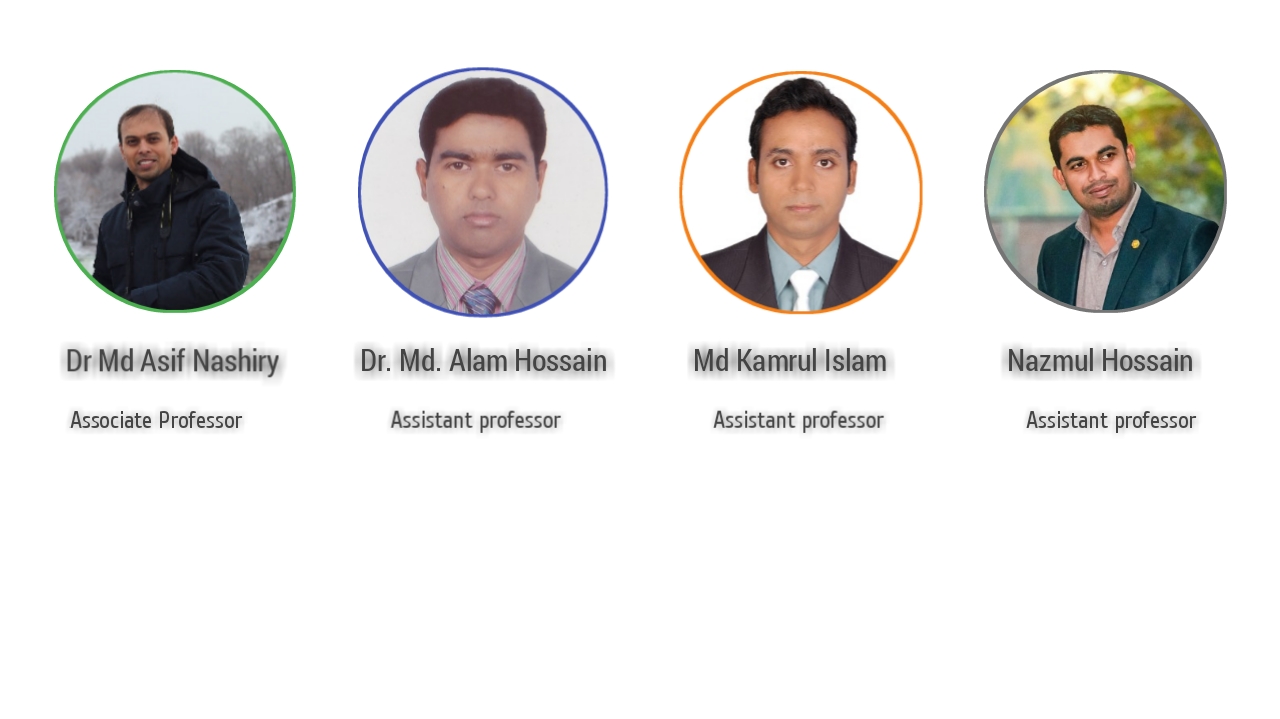 Dr Md Asif Nashiry
Dr. Md. Alam Hossain
Md Kamrul Islam
Nazmul Hossain
Associate Professor
Assistant professor
Assistant professor
Assistant professor